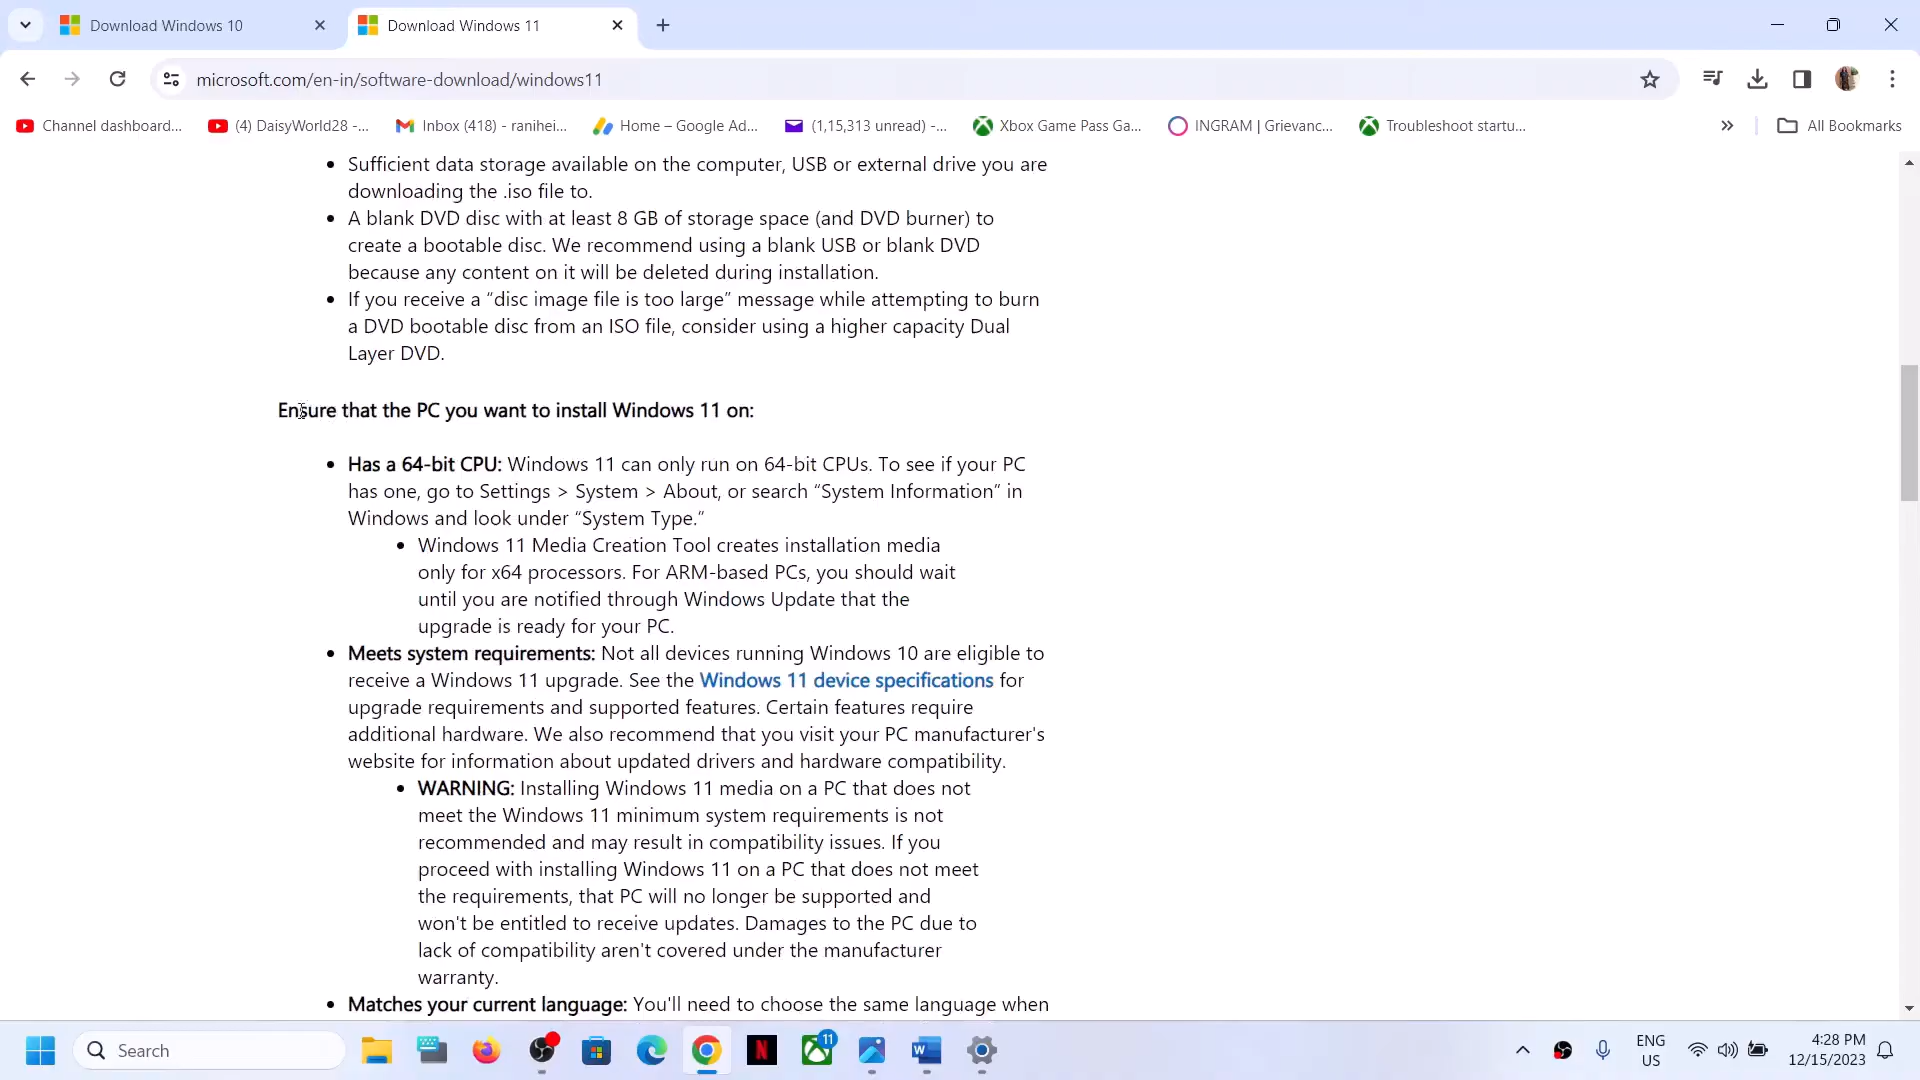 Download Windows 10
Download Windows 11
microsoft.com/en-in/software-download/windows11
Channel dashboard...
(4) DaisyWorld28 -...
Inbox (418) - ranihei...
Home – Google Ad...
(1,15,313 unread) -...
Xbox Game Pass Ga...
INGRAM | Grievanc...
Troubleshoot startu...
All Bookmarks
• Sufficient data storage available on the computer, USB or external drive you are
downloading the .iso file to.
• A blank DVD disc with at least 8 GB of storage space (and DVD burner) to
create a bootable disc. We recommend using a blank USB or blank DVD
because any content on it will be deleted during installation.
• If you receive a “disc image file is too large” message while attempting to burn
a DVD bootable disc from an ISO file, consider using a higher capacity Dual
Layer DVD.
Ensure that the PC you want to install Windows 11 on:
• Has a 64-bit CPU: Windows 11 can only run on 64-bit CPUs. To see if your PC
has one, go to Settings > System > About, or search “System Information” in
Windows and look under “System Type.”
• Windows 11 Media Creation Tool creates installation media
only for x64 processors. For ARM-based PCs, you should wait
until you are notified through Windows Update that the
upgrade is ready for your PC.
• Meets system requirements: Not all devices running Windows 10 are eligible to
receive a Windows 11 upgrade. See the Windows 11 device specifications for
upgrade requirements and supported features. Certain features require
additional hardware. We also recommend that you visit your PC manufacturer's
website for information about updated drivers and hardware compatibility.
• WARNING: Installing Windows 11 media on a PC that does not
meet the Windows 11 minimum system requirements is not
recommended and may result in compatibility issues. If you
proceed with installing Windows 11 on a PC that does not meet
the requirements, that PC will no longer be supported and
won't be entitled to receive updates. Damages to the PC due to
lack of compatibility aren't covered under the manufacturer
warranty.
• Matches your current language: You'll need to choose the same language when
Search
N
11
W
ENG
US
4:28 PM
12/15/2023